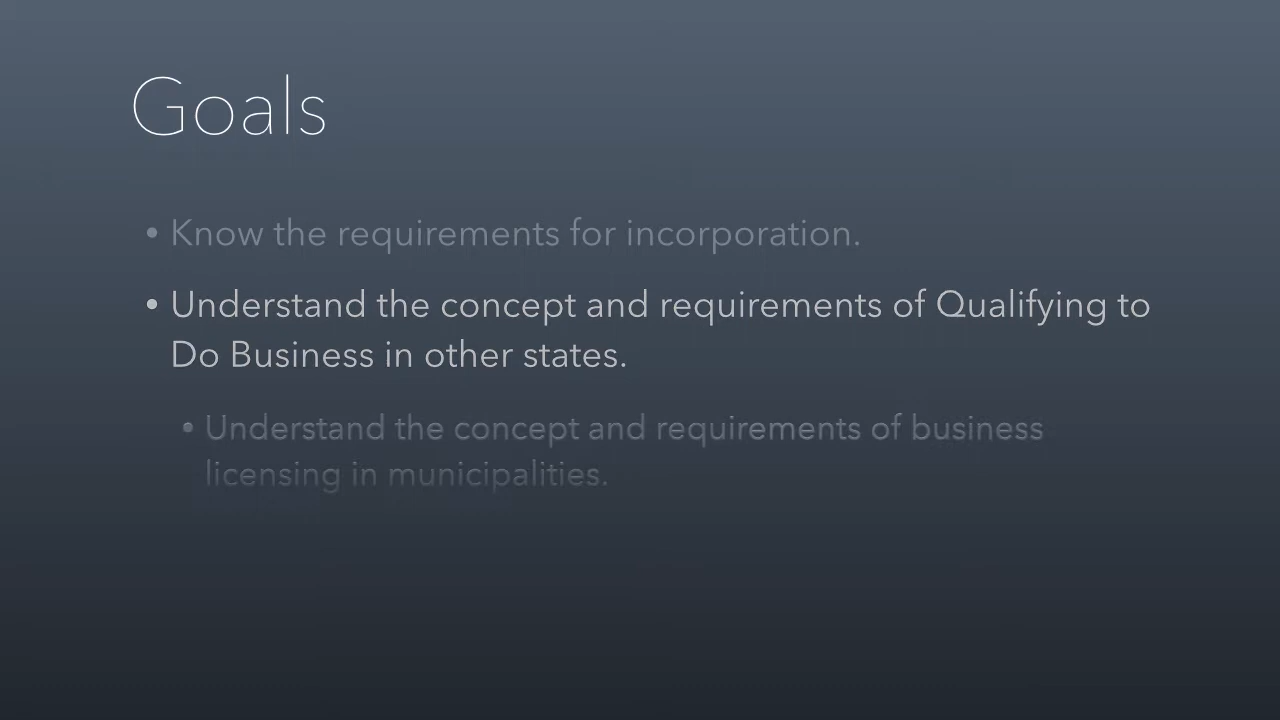 Goals
• Know the requirements for incorporation.
• Understand the concept and requirements of Qualifying to
Do Business in other states.
• Understand the concept and requirements of business
licensing in municipalities.